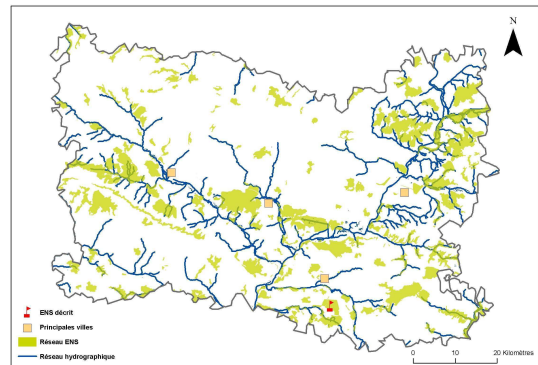 N
ENS décrit
Principales villes
Réseau ENS
Réseau hydrographique
0 10 20 Kilomètres